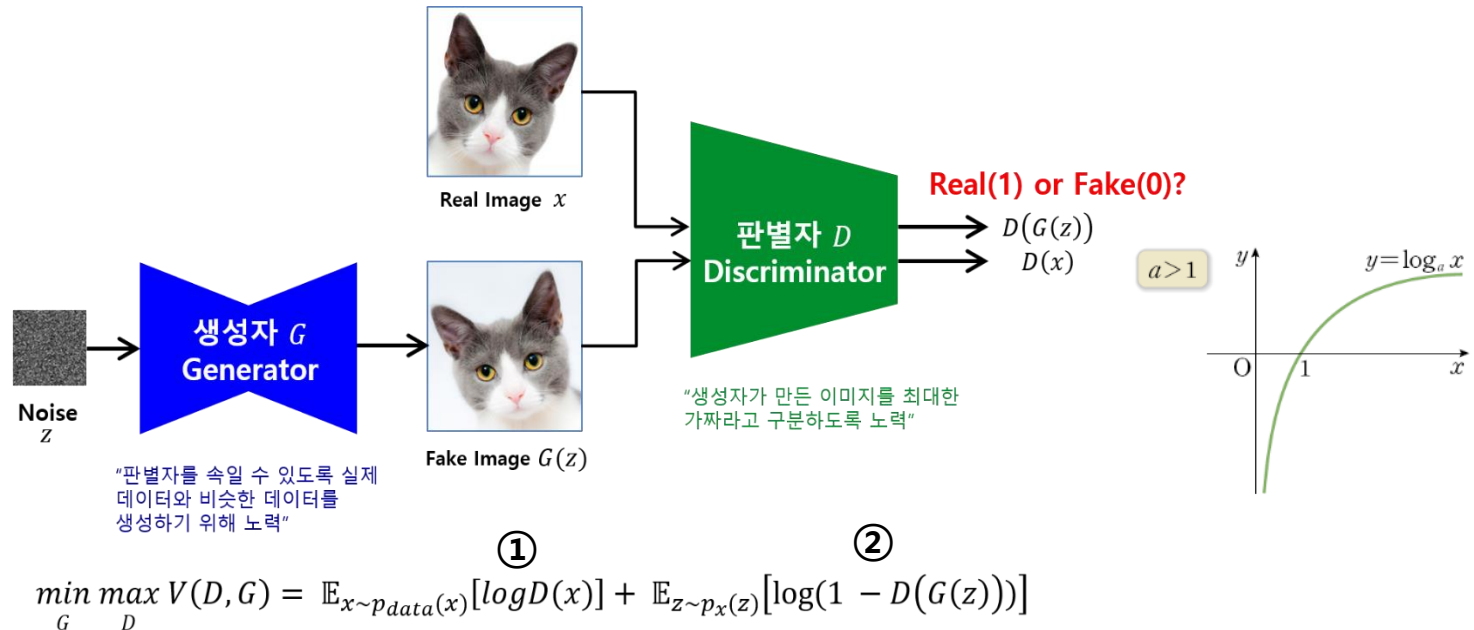 Real Image x
Real(1) or Fake(0)?
판별자 D
Discriminator
D(G(z))
D(x)
a>1
y
y=logₐ x
O
1
x
생성자 G
Generator
Noise
z
Fake Image G(z)
"생성자가 만든 이미지를 최대한
가짜라고 구분하도록 노력"
"판별자를 속일 수 있도록 실제
데이터와 비슷한 데이터를
생성하기 위해 노력"
① ②
min max V(D, G) = 𝔼x~pdata(x)[logD(x)] + 𝔼z~px(z)[log(1 − D(G(z)))]
G D